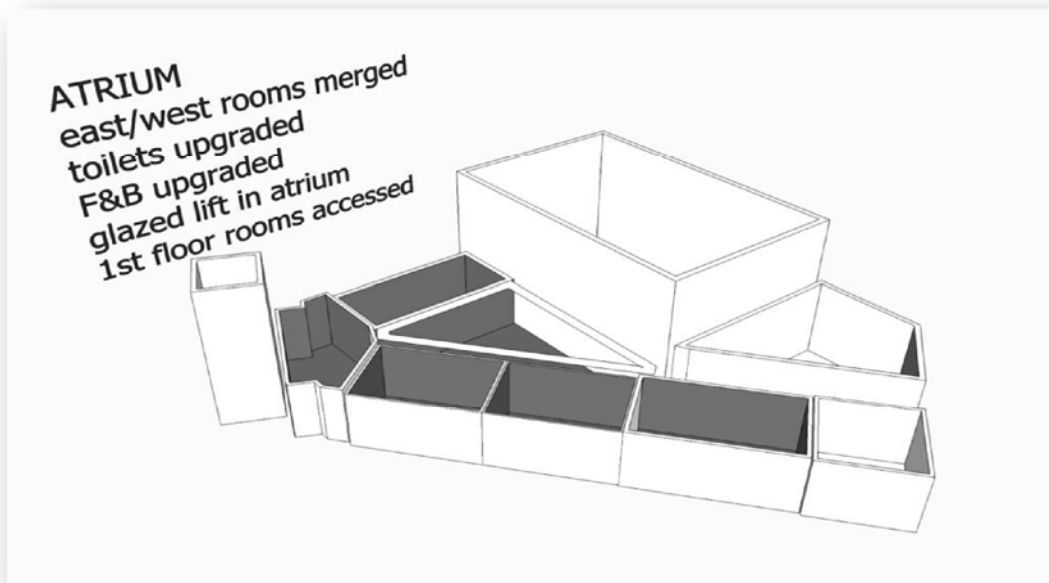 ATRIUM
east/west rooms merged
toilets upgraded
F&B upgraded
glazed lift in atrium
1st floor rooms accessed